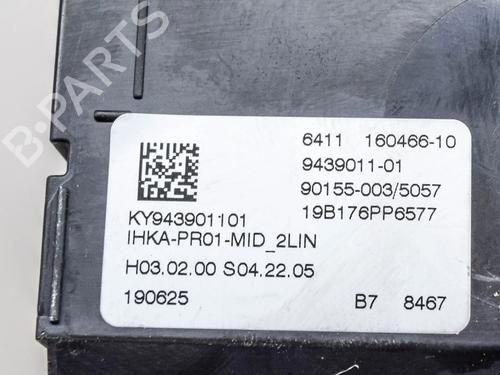 B-PARTS
6411 160466-10
9439011-01
90155-003/5057
19B176PP6577
KY943901101
IHKA-PR01-MID_2LIN
H03.02.00 S04.22.05
190625 B7 8467